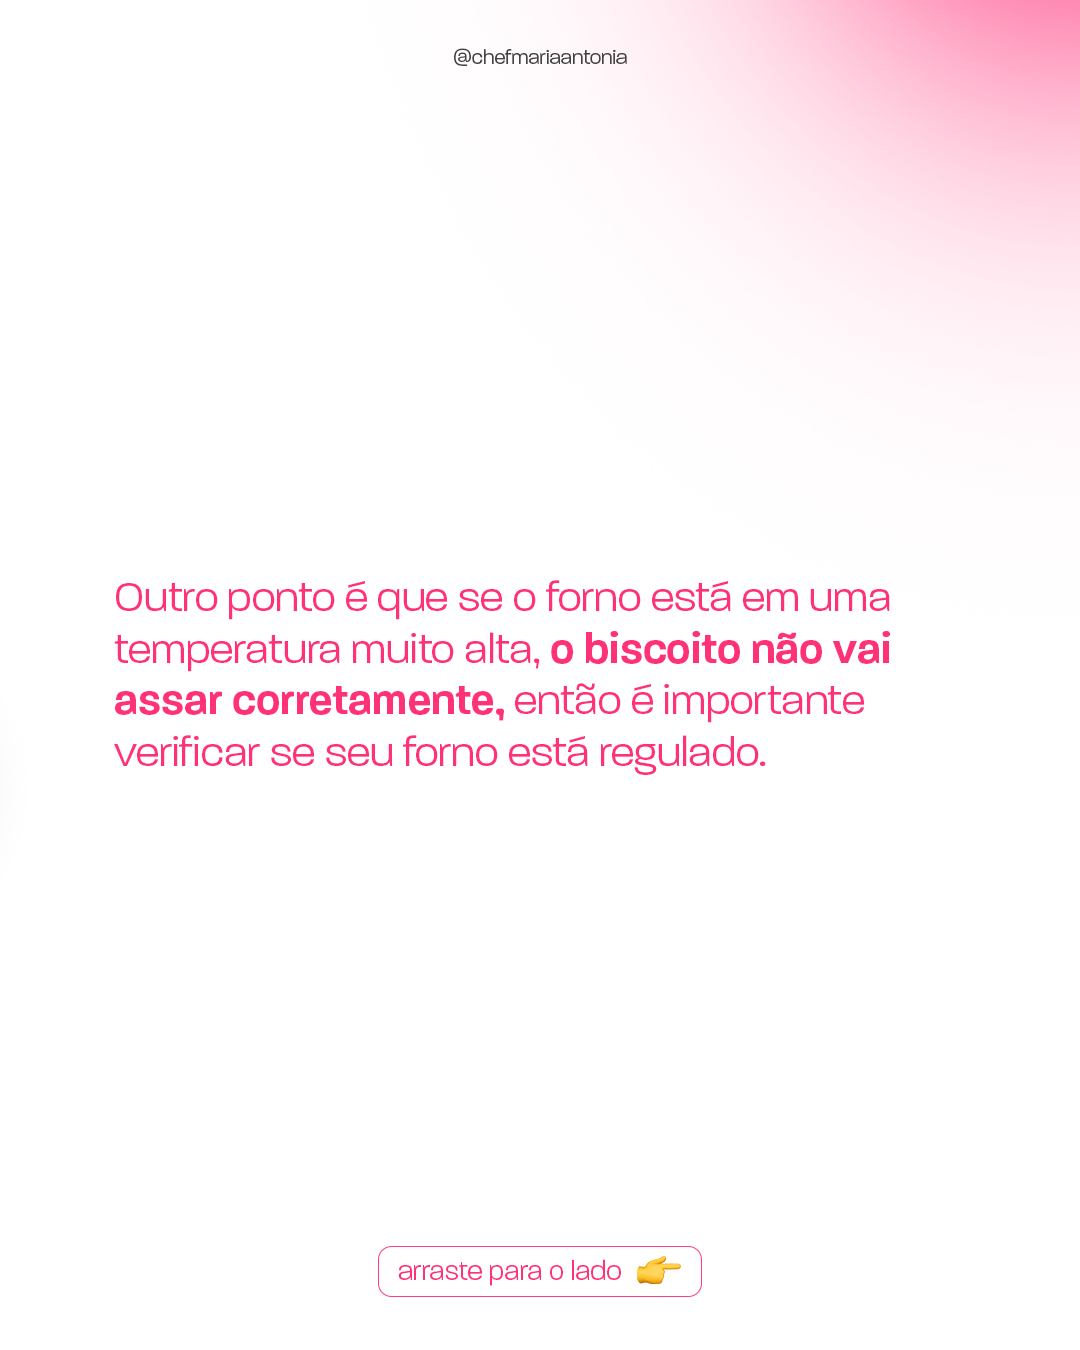 @chefmariaantonia
Outro ponto é que se o forno está em uma
temperatura muito alta, o biscoito não vai
assar corretamente, então é importante
verificar se seu forno está regulado.
arraste para o lado 👉